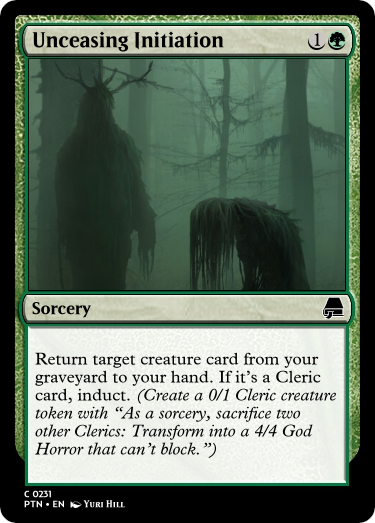 Unceasing Initiation 1
Sorcery
Return target creature card from your
graveyard to your hand. If it's a Cleric
card, induct. (Create a 0/1 Cleric creature
token with “As a sorcery, sacrifice two
other Clerics: Transform into a 4/4 God
Horror that can't block.”)
C 0231
PTN • EN Yuri Hill